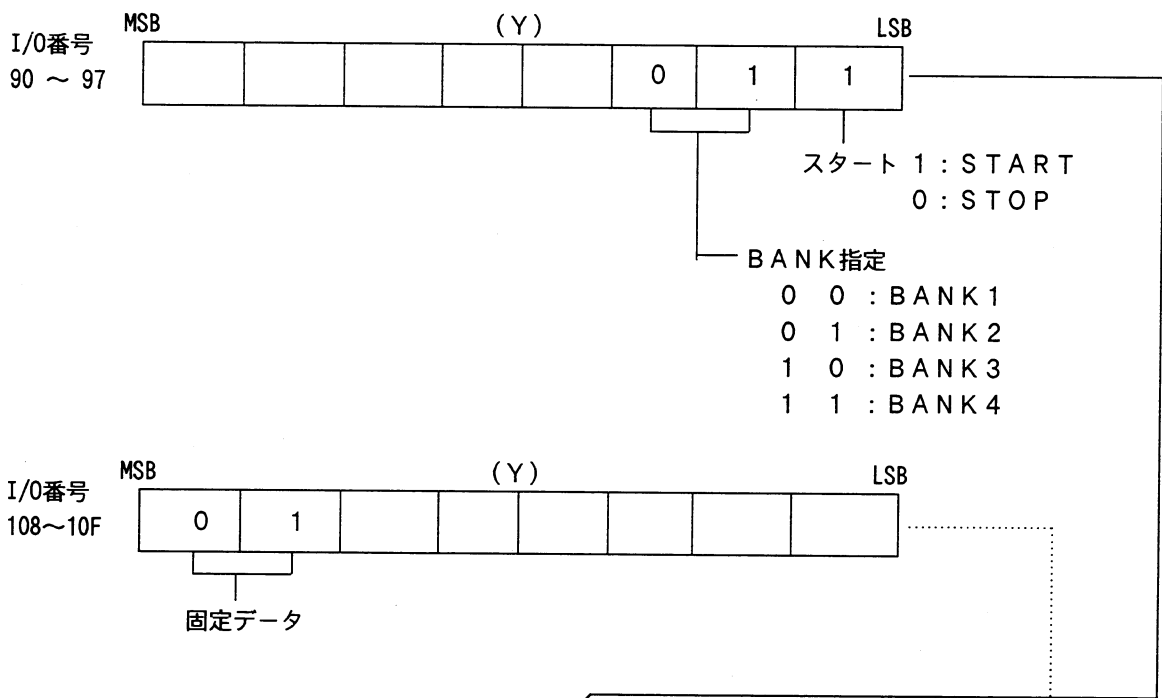 MSB (Y) LSB
I/O番号
90 ～ 97
0 1 1
スタート 1：START
0：STOP
BANK指定
0 0：BANK1
0 1：BANK2
1 0：BANK3
1 1：BANK4
MSB (Y) LSB
I/O番号
108～10F
0 1
固定データ